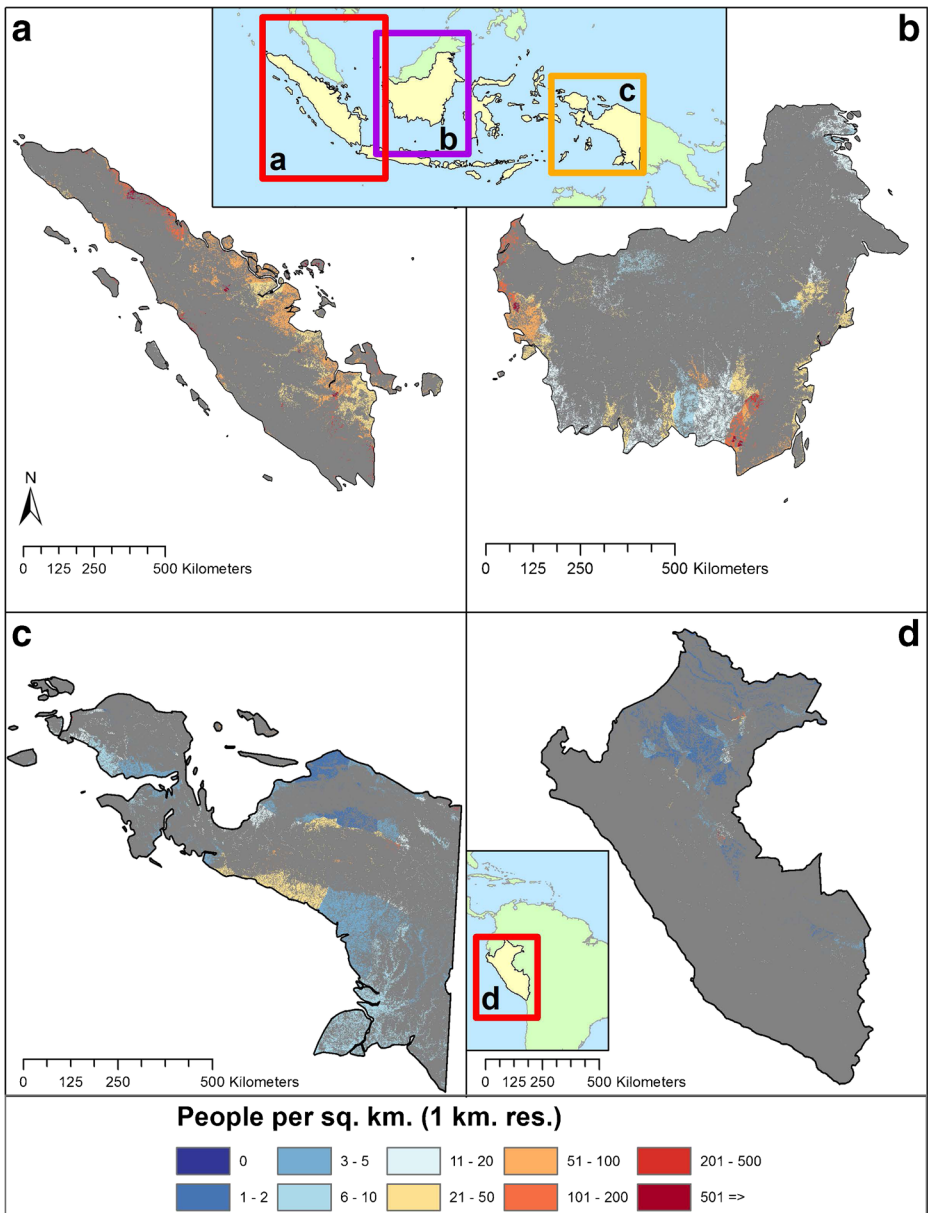 a
b
a
b
c
N
0 125 250 500 Kilometers
0 125 250 500 Kilometers
c
d
d
0 125 250 500 Kilometers
0 125 250 500 Kilometers
People per sq. km. (1 km. res.)
0 3 - 5 11 - 20 51 - 100 201 - 500
1 - 2 6 - 10 21 - 50 101 - 200 501 =>